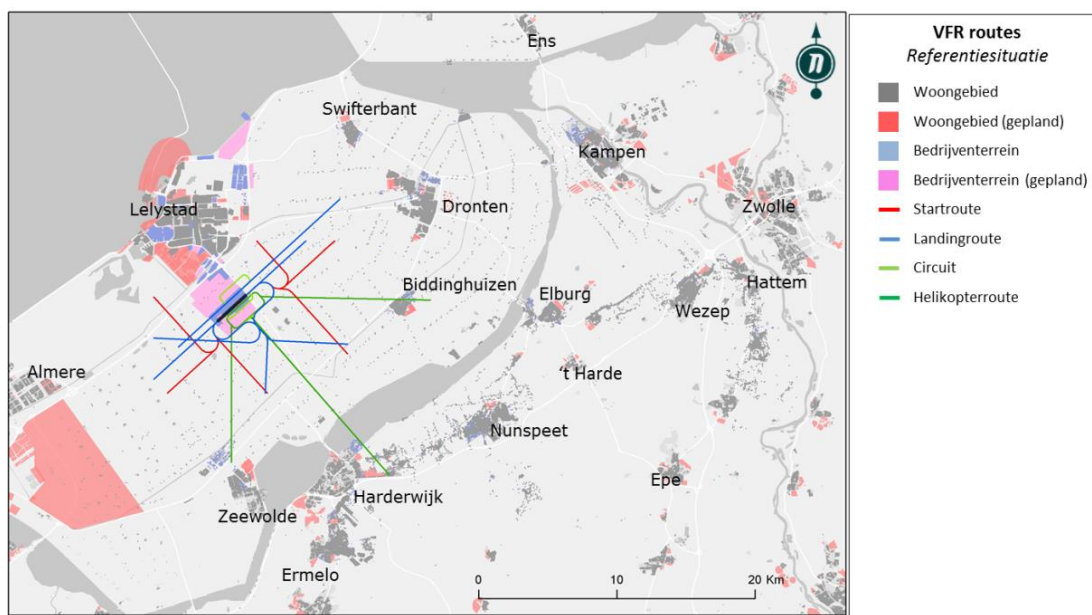 Ens
N
Swifterbant
Kampen
Lelystad
Dronten
Zwolle
Biddinghuizen
Elburg
Hattem
Wezep
Almere
't Harde
Nunspeet
Epe
Harderwijk
Zeewolde
Ermelo
0 10 20 Km
VFR routes
Referentiesituatie
Woongebied
Woongebied (gepland)
Bedrijventerrein
Bedrijventerrein (gepland)
Startroute
Landingroute
Circuit
Helikopterroute